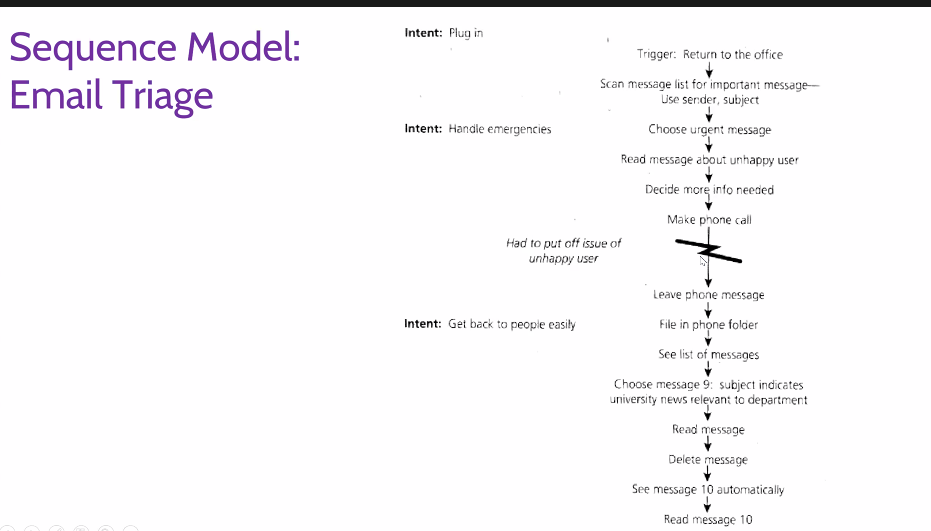 Sequence Model:
Email Triage
Intent: Plug in
Trigger: Return to the office
Scan message list for important message—
Use sender, subject
Intent: Handle emergencies
Choose urgent message
Read message about unhappy user
Decide more info needed
Make phone call
Had to put off issue of
unhappy user
Leave phone message
Intent: Get back to people easily
File in phone folder
See list of messages
Choose message 9: subject indicates
university news relevant to department
Read message
Delete message
See message 10 automatically
Read message 10